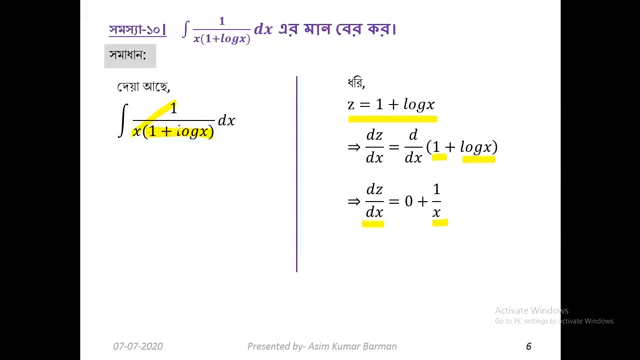 সমস্যা-১০| ∫ 1/x(1+logx) dx এর মান বের কর।
সমাধান:
দেয়া আছে,
∫ 1/x(1 + logx) dx
ধরি,
z = 1 + logx
⇒ dz/dx = d/dx (1 + logx)
⇒ dz/dx = 0 + 1/x
Activate Windows
Go to PC settings to activate Windows.
07-07-2020 Presented by- Asim Kumar Barman 6